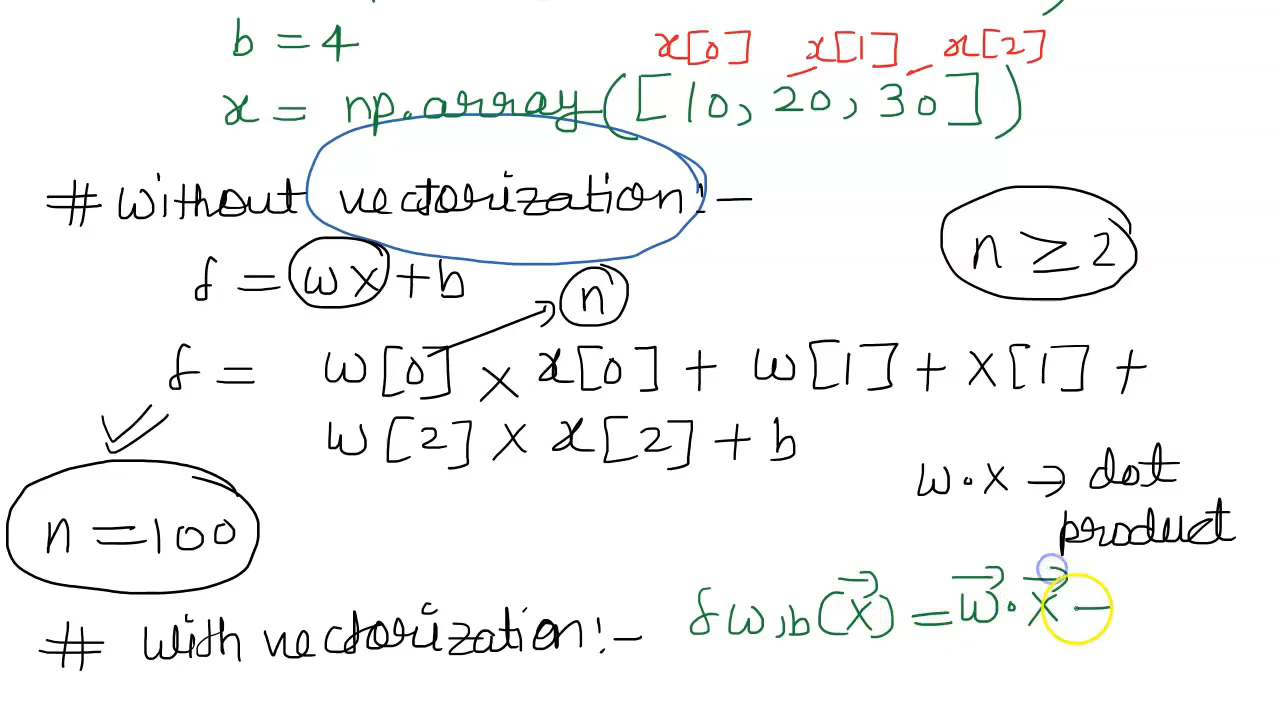 b = 4
x[0] x[1] x[2]
x = np.array([10, 20, 30])
# without vectorization:-
n ≥ 2
f = wx + b
n
f = w[0] × x[0] + w[1] + x[1] +
w[2] × x[2] + b
w·x → dot
product
n = 100
# with vectorization:- fw,b(x⃗) = w⃗·x⃗ -